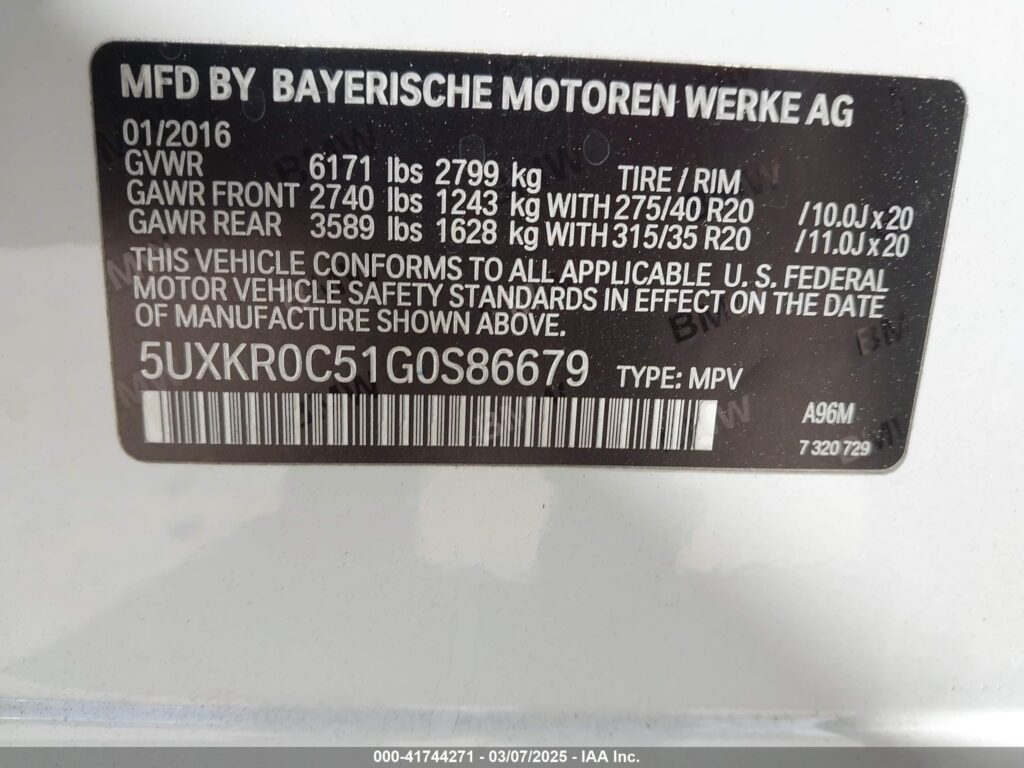 MFD BY BAYERISCHE MOTOREN WERKE AG
01/2016
GVWR 6171 lbs 2799 kg TIRE / RIM
GAWR FRONT 2740 lbs 1243 kg WITH 275/40 R20 /10.0J x 20
GAWR REAR 3589 lbs 1628 kg WITH 315/35 R20 /11.0J x 20
THIS VEHICLE CONFORMS TO ALL APPLICABLE U. S. FEDERAL
MOTOR VEHICLE SAFETY STANDARDS IN EFFECT ON THE DATE
OF MANUFACTURE SHOWN ABOVE.
5UXKR0C51G0S86679 TYPE: MPV
A96M
7 320 729
000-41744271 - 03/07/2025 - IAA Inc.